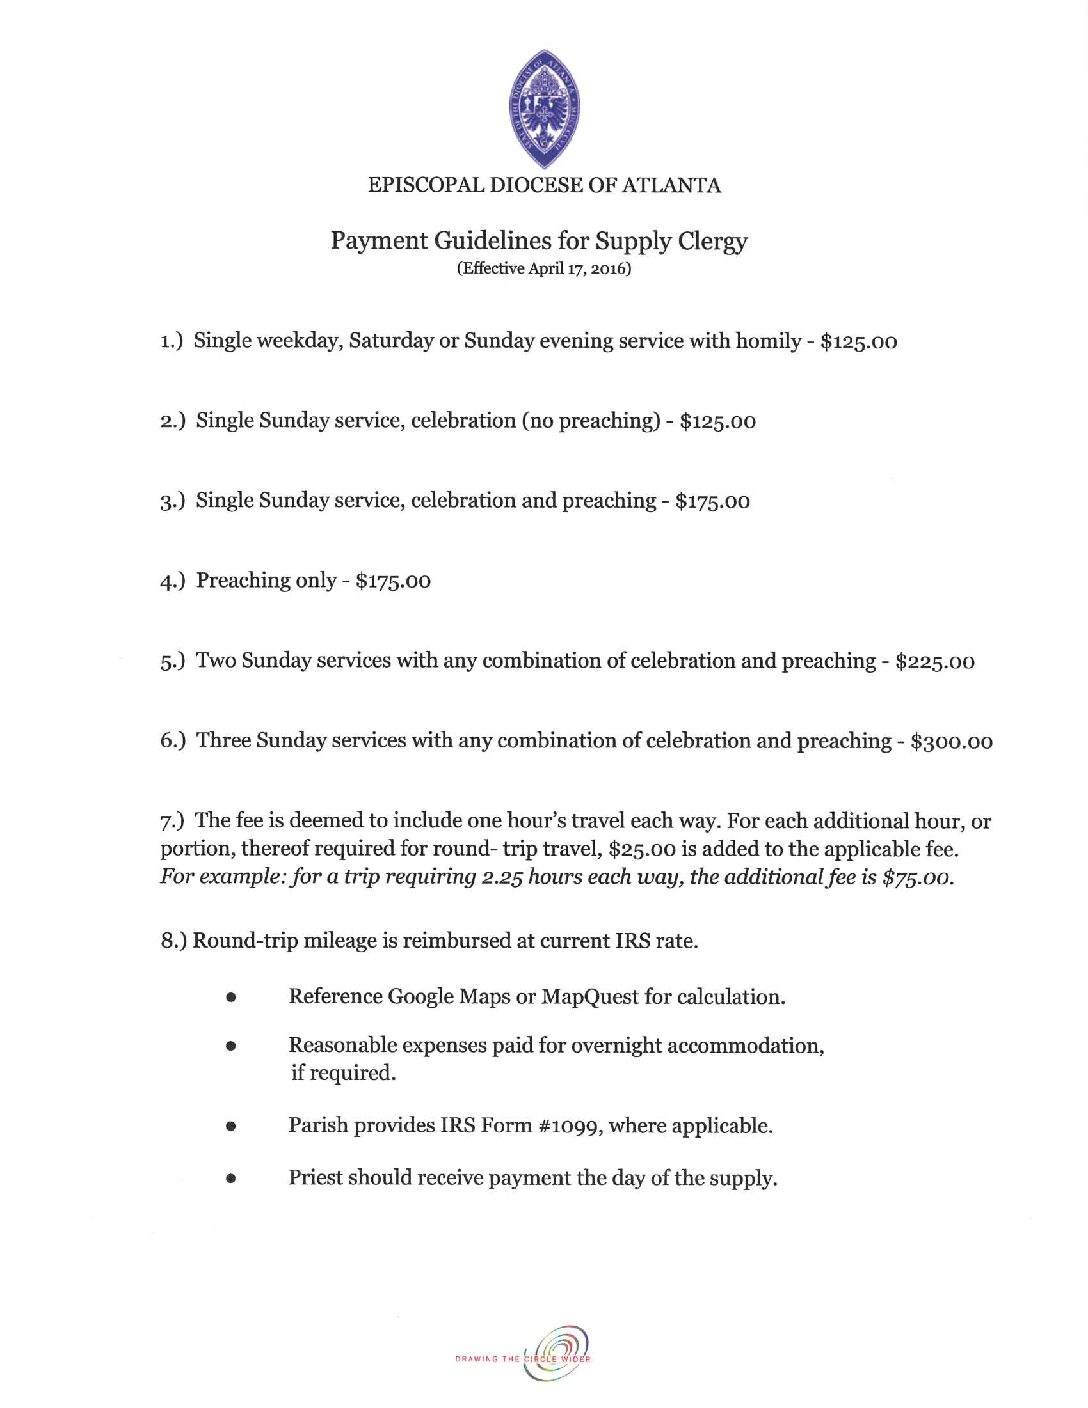 SEAL OF THE DIOCESE OF ATLANTA
EPISCOPAL DIOCESE OF ATLANTA
Payment Guidelines for Supply Clergy
(Effective April 17, 2016)
1.) Single weekday, Saturday or Sunday evening service with homily - $125.00
2.) Single Sunday service, celebration (no preaching) - $125.00
3.) Single Sunday service, celebration and preaching - $175.00
4.) Preaching only - $175.00
5.) Two Sunday services with any combination of celebration and preaching - $225.00
6.) Three Sunday services with any combination of celebration and preaching - $300.00
7.) The fee is deemed to include one hour's travel each way. For each additional hour, or
portion, thereof required for round- trip travel, $25.00 is added to the applicable fee.
For example: for a trip requiring 2.25 hours each way, the additional fee is $75.00.
8.) Round-trip mileage is reimbursed at current IRS rate.
● Reference Google Maps or MapQuest for calculation.
● Reasonable expenses paid for overnight accommodation,
if required.
● Parish provides IRS Form #1099, where applicable.
● Priest should receive payment the day of the supply.
DRAWING THE CIRCLE WIDER